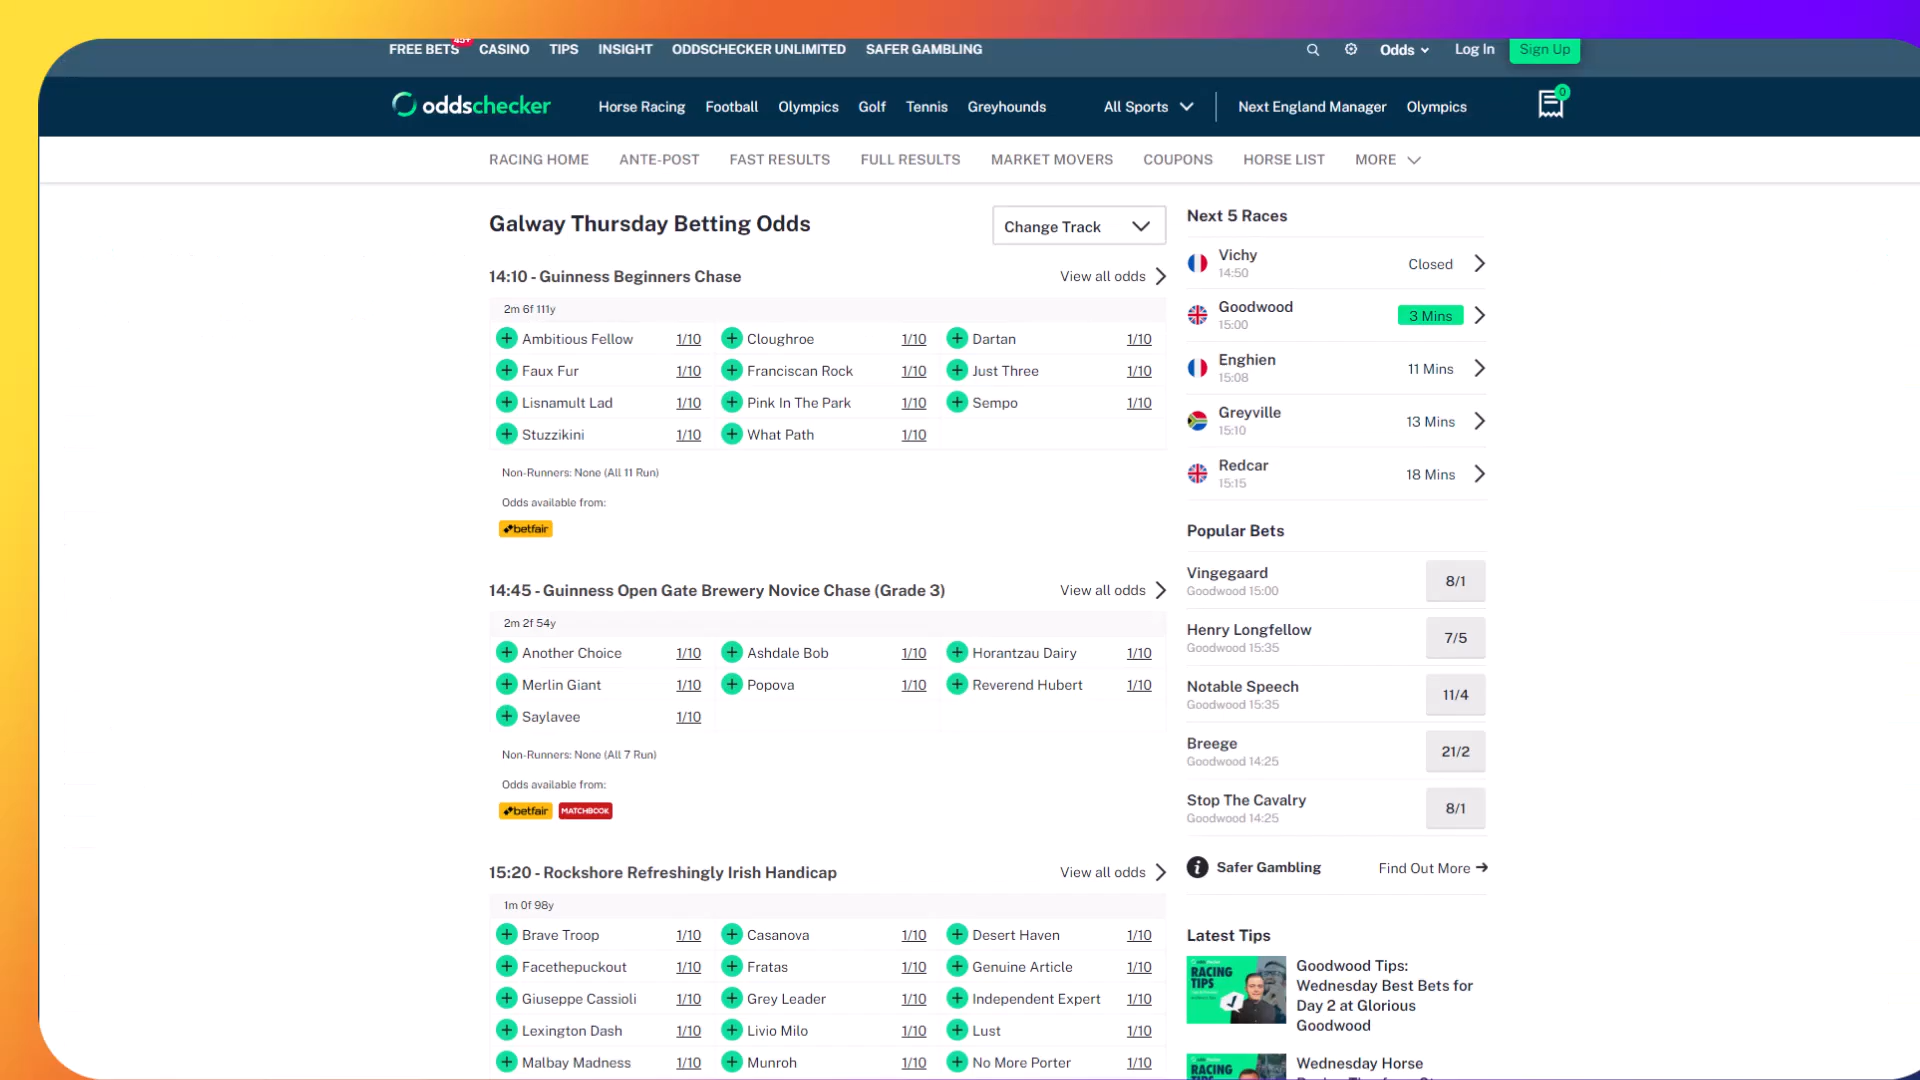 FREE BETS 45+ CASINO TIPS INSIGHT ODDSCHECKER UNLIMITED SAFER GAMBLING Odds Log In Sign Up
oddschecker Horse Racing Football Olympics Golf Tennis Greyhounds All Sports Next England Manager Olympics 0
RACING HOME ANTE-POST FAST RESULTS FULL RESULTS MARKET MOVERS COUPONS HORSE LIST MORE
Galway Thursday Betting Odds Change Track
14:10 - Guinness Beginners Chase View all odds
2m 6f 111y
Ambitious Fellow 1/10 Cloughroe 1/10 Dartan 1/10
Faux Fur 1/10 Franciscan Rock 1/10 Just Three 1/10
Lisnamult Lad 1/10 Pink In The Park 1/10 Sempo 1/10
Stuzzikini 1/10 What Path 1/10
Non-Runners: None (All 11 Run)
Odds available from:
betfair
14:45 - Guinness Open Gate Brewery Novice Chase (Grade 3) View all odds
2m 2f 54y
Another Choice 1/10 Ashdale Bob 1/10 Horantzau Dairy 1/10
Merlin Giant 1/10 Popova 1/10 Reverend Hubert 1/10
Saylavee 1/10
Non-Runners: None (All 7 Run)
Odds available from:
betfair MATCHBOOK
15:20 - Rockshore Refreshingly Irish Handicap View all odds
1m 0f 98y
Brave Troop 1/10 Casanova 1/10 Desert Haven 1/10
Facethepuckout 1/10 Fratas 1/10 Genuine Article 1/10
Giuseppe Cassioli 1/10 Grey Leader 1/10 Independent Expert 1/10
Lexington Dash 1/10 Livio Milo 1/10 Lust 1/10
Malbay Madness 1/10 Munroh 1/10 No More Porter 1/10
Next 5 Races
Vichy
14:50 Closed
Goodwood
15:00 3 Mins
Enghien
15:08 11 Mins
Greyville
15:10 13 Mins
Redcar
15:15 18 Mins
Popular Bets
Vingegaard
Goodwood 15:00 8/1
Henry Longfellow
Goodwood 15:35 7/5
Notable Speech
Goodwood 15:35 11/4
Breege
Goodwood 14:25 21/2
Stop The Cavalry
Goodwood 14:25 8/1
Safer Gambling Find Out More
Latest Tips
RACING
TIPS
Goodwood Tips:
Wednesday Best Bets for
Day 2 at Glorious
Goodwood
RACING
Wednesday Horse